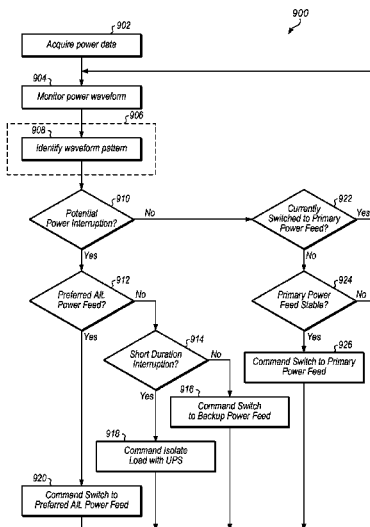 900
902
Acquire power data
904
Monitor power waveform
906
908
Identify waveform pattern
910
Potential
Power Interruption?
No
Yes
922
Currently
Switched to Primary
Power Feed?
Yes
No
912
Preferred Alt.
Power Feed?
No
Yes
924
Primary Power
Feed Stable?
No
Yes
914
Short Duration
Interruption?
No
Yes
926
Command Switch to Primary
Power Feed
916
Command Switch
to Backup Power Feed
918
Command Isolate
Load with UPS
920
Command Switch to
Preferred Alt. Power Feed